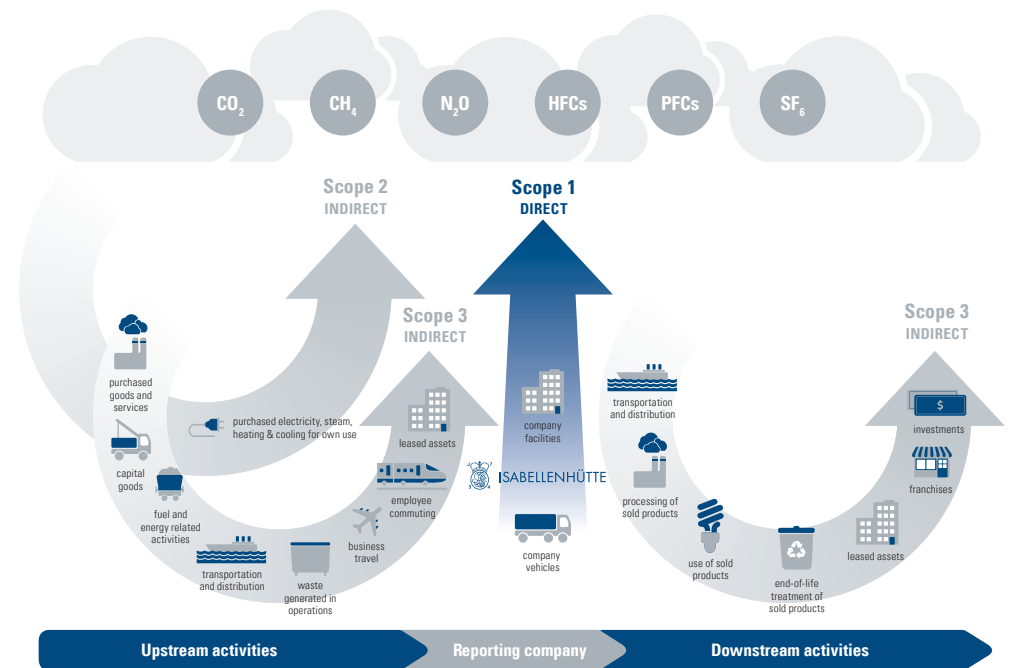 CO2
CH4
N2O
HFCs
PFCs
SF6
Scope 2
INDIRECT
Scope 1
DIRECT
Scope 3
INDIRECT
Scope 3
INDIRECT
purchased
goods and
services
purchased electricity, steam,
heating & cooling for own use
capital
goods
fuel and
energy related
activities
transportation
and distribution
waste
generated in
operations
business
travel
employee
commuting
leased assets
company
facilities
ISABELLENHÜTTE
company
vehicles
transportation
and distribution
processing of
sold products
use of sold
products
end-of-life
treatment of
sold products
leased assets
franchises
$
investments
Upstream activities
Reporting company
Downstream activities